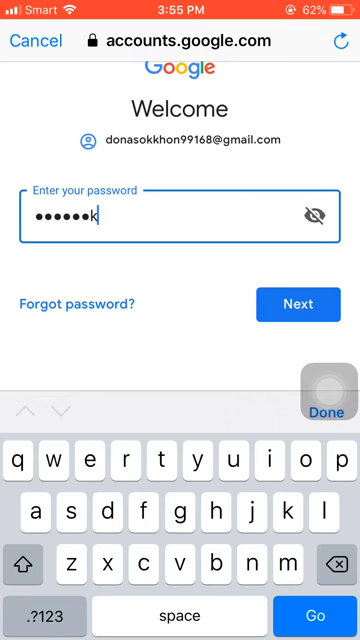 Smart 3:55 PM 62%
Cancel accounts.google.com
Google
Welcome
donasokkhon99168@gmail.com
Enter your password
●●●●●●k
Forgot password? Next
Done
q w e r t y u i o p
a s d f g h j k l
z x c v b n m
.?123 space Go